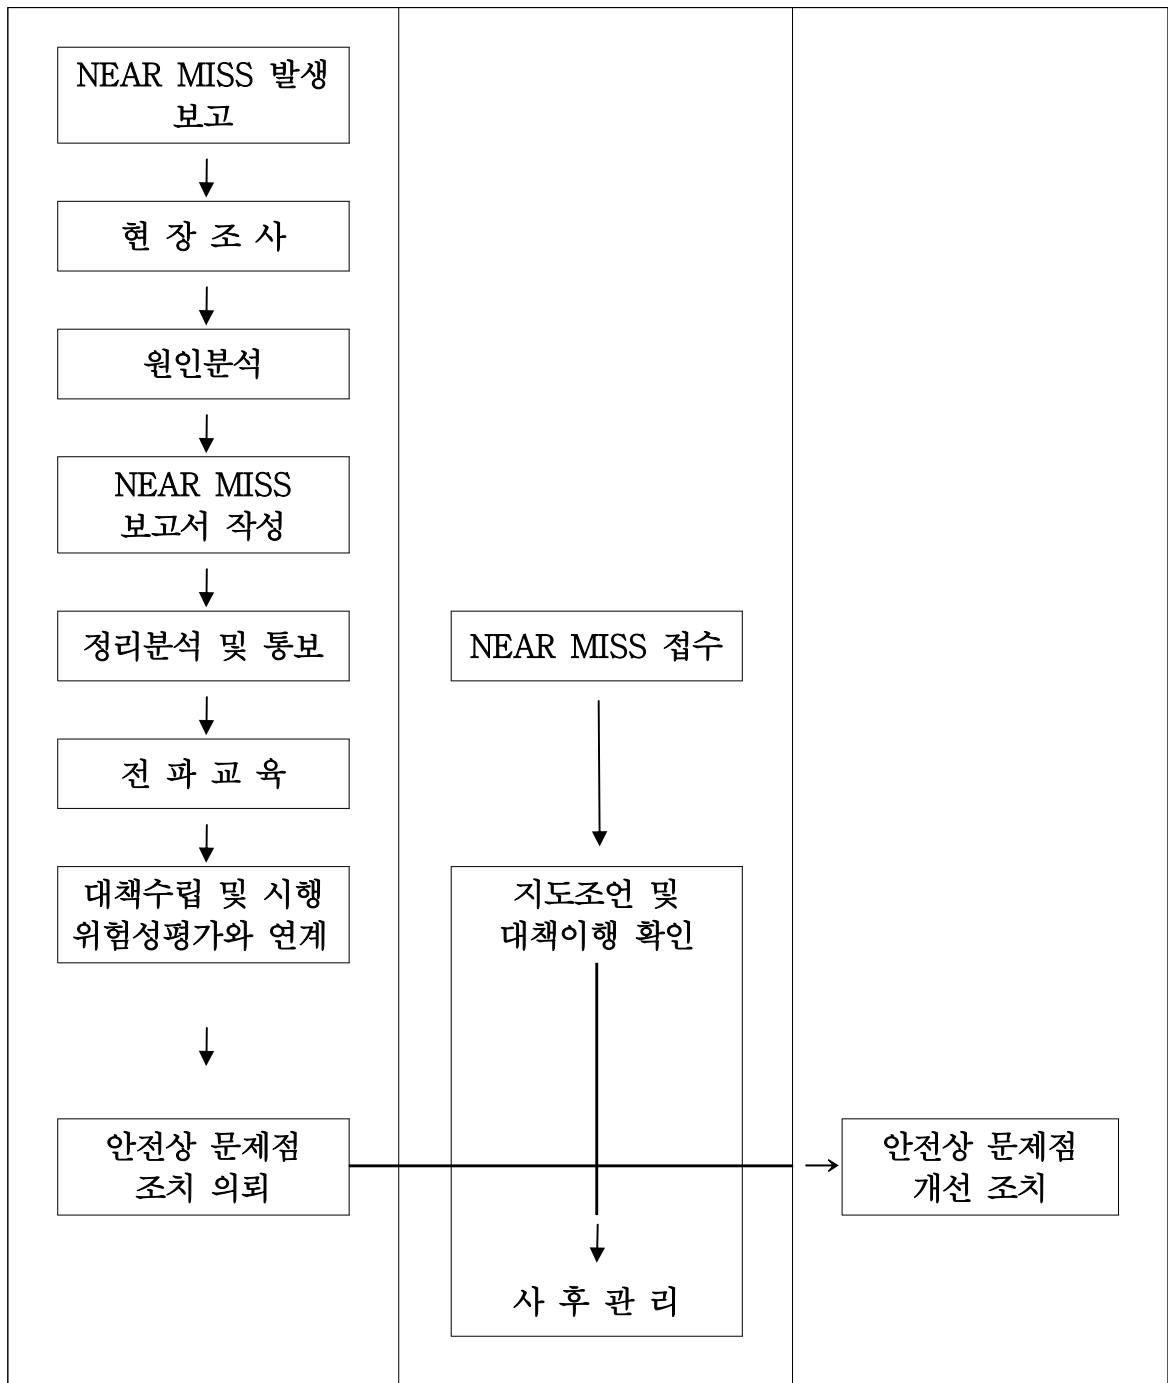 NEAR MISS 발생
보고
현 장 조 사
원인분석
NEAR MISS
보고서 작성
정리분석 및 통보
전 파 교 육
대책수립 및 시행
위험성평가와 연계
안전상 문제점
조치 의뢰
NEAR MISS 접수
지도조언 및
대책이행 확인
사 후 관 리
안전상 문제점
개선 조치